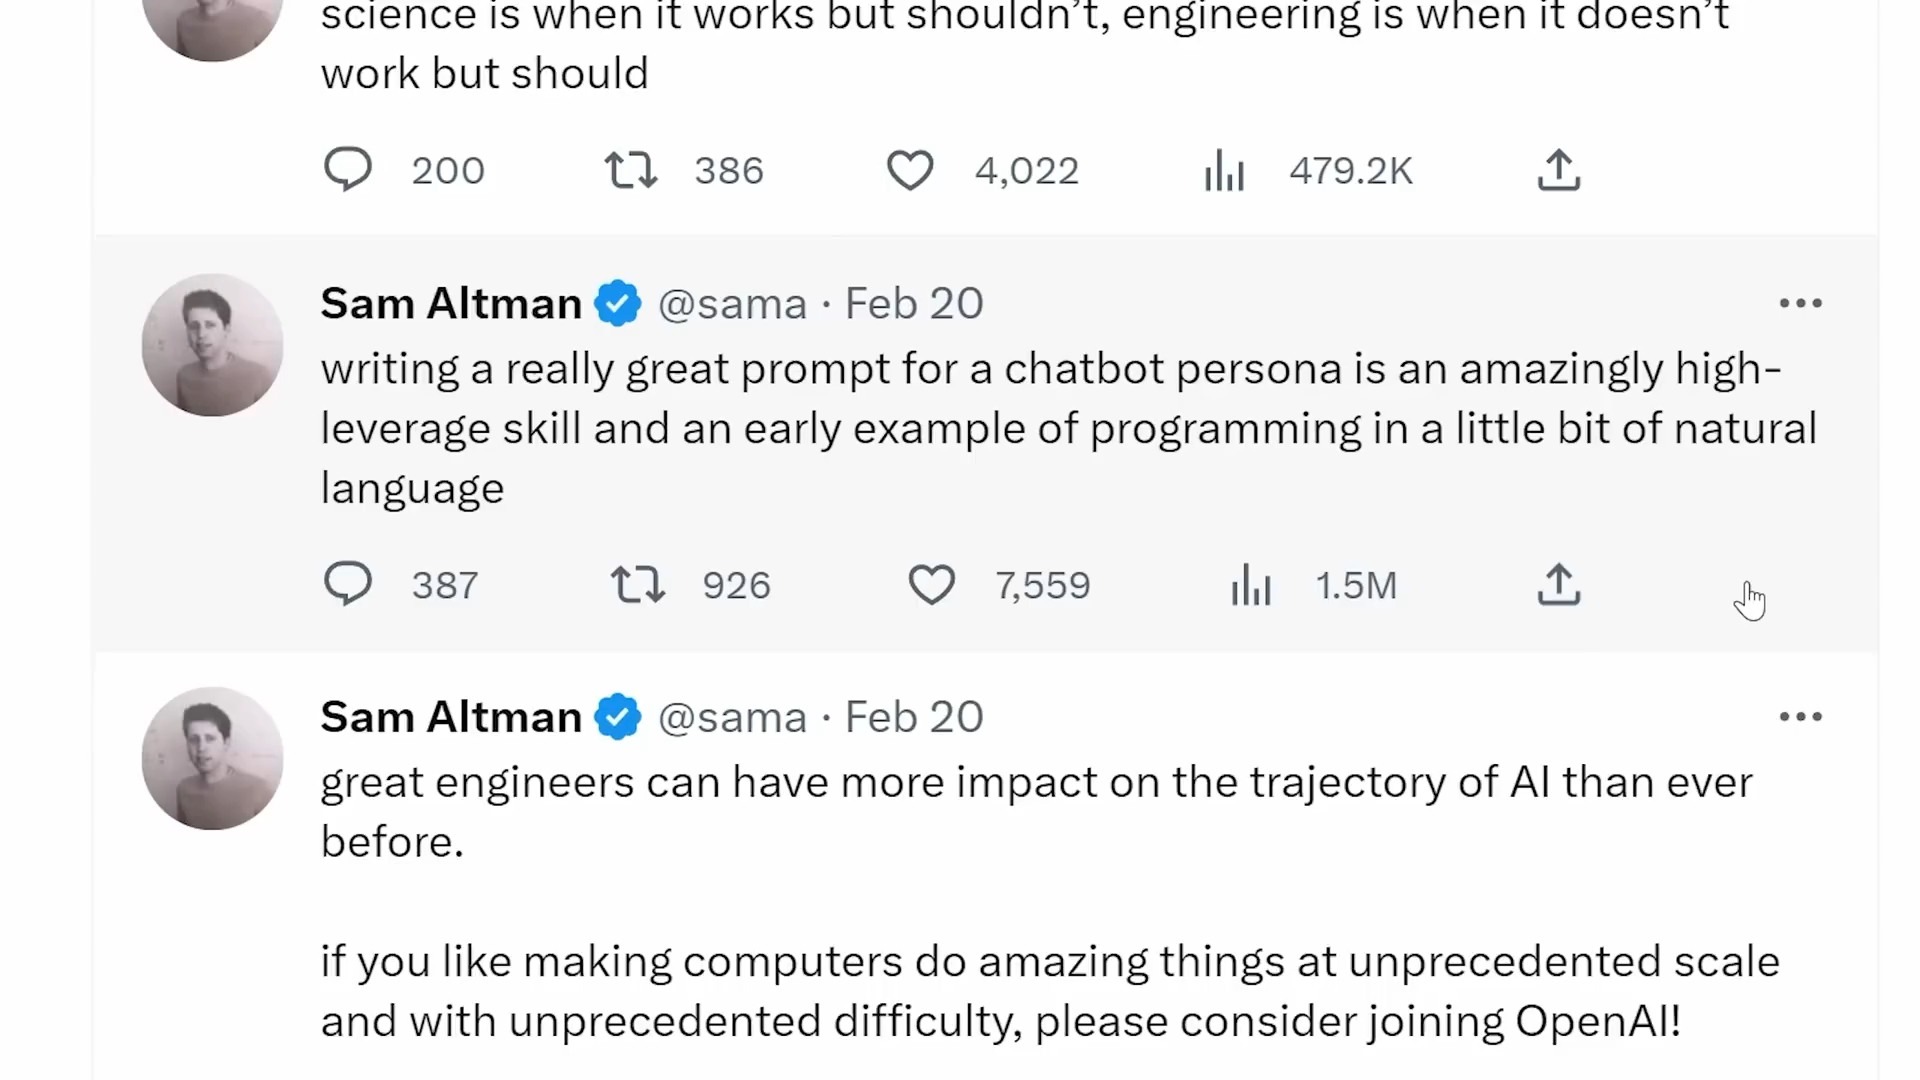 science is when it works but shouldn’t, engineering is when it doesn’t
work but should
200 386 4,022 479.2K
Sam Altman @sama · Feb 20
writing a really great prompt for a chatbot persona is an amazingly high-
leverage skill and an early example of programming in a little bit of natural
language
387 926 7,559 1.5M
Sam Altman @sama · Feb 20
great engineers can have more impact on the trajectory of AI than ever
before.
if you like making computers do amazing things at unprecedented scale
and with unprecedented difficulty, please consider joining OpenAI!